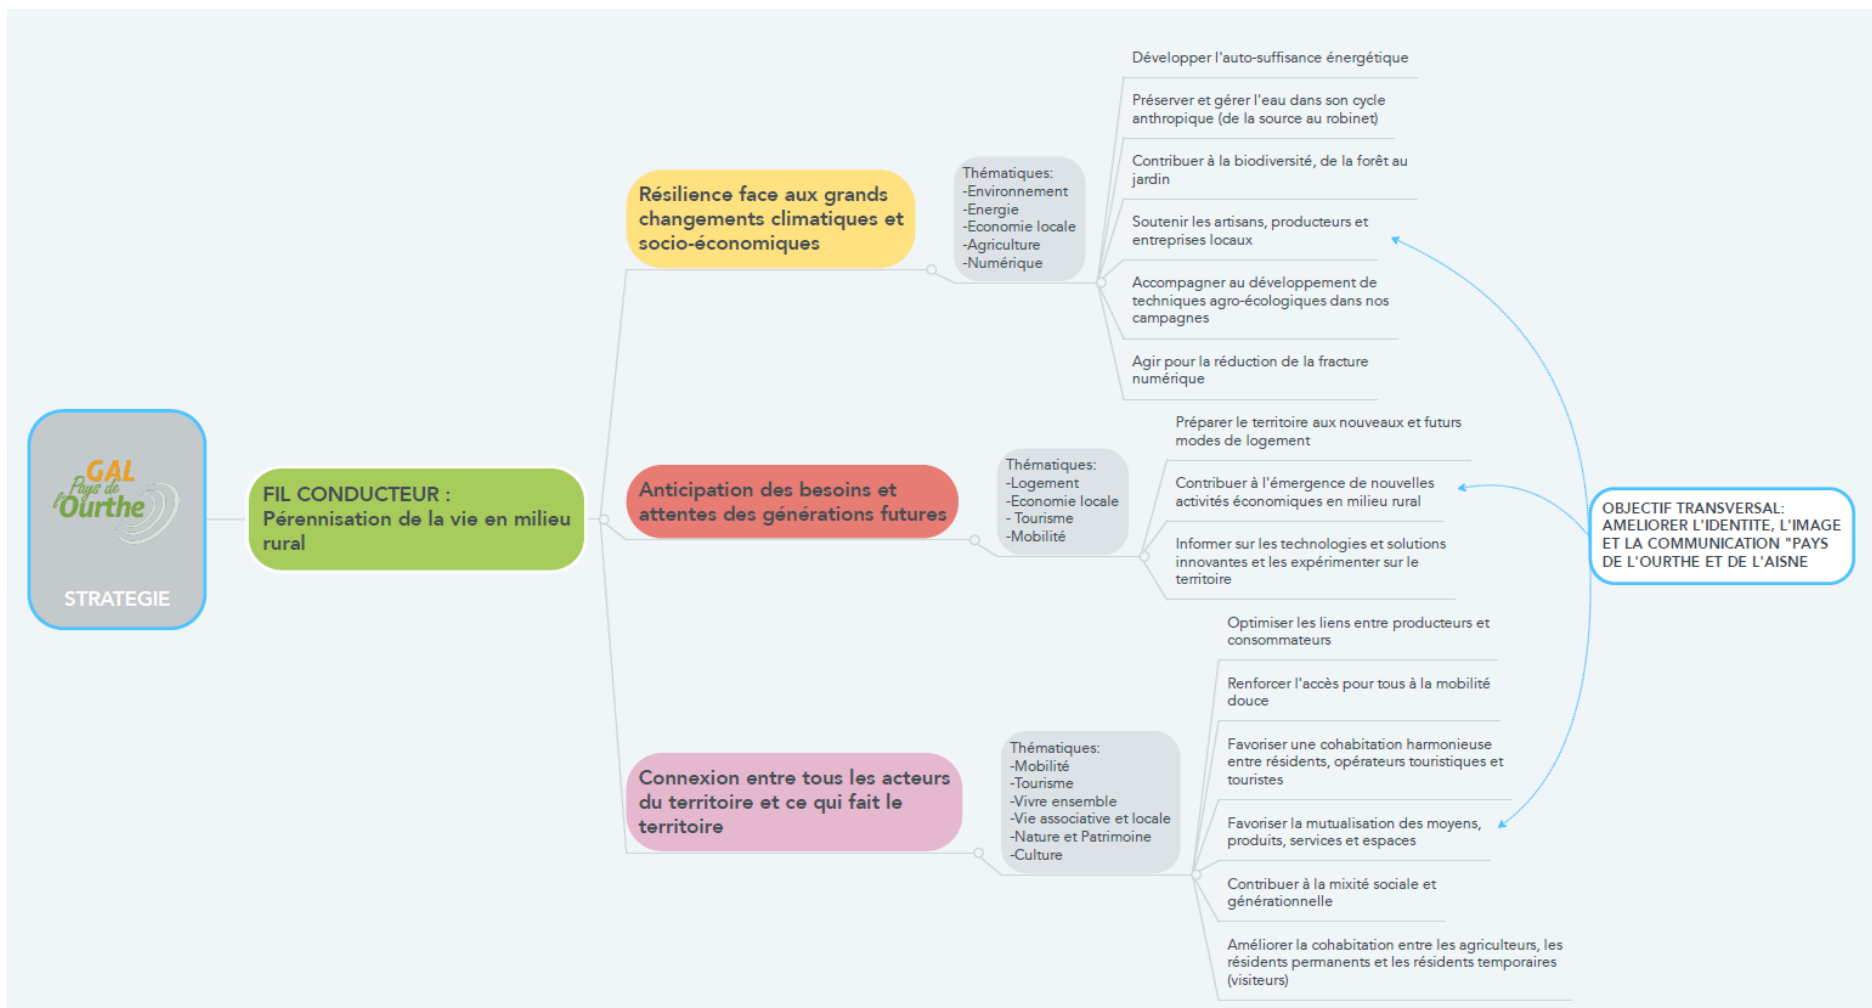 GAL
Pays de
l'Ourthe
STRATEGIE
FIL CONDUCTEUR :
Pérennisation de la vie en milieu
rural
Résilience face aux grands
changements climatiques et
socio-économiques
Thématiques:
-Environnement
-Energie
-Economie locale
-Agriculture
-Numérique
Développer l'auto-suffisance énergétique
Préserver et gérer l'eau dans son cycle
anthropique (de la source au robinet)
Contribuer à la biodiversité, de la forêt au
jardin
Soutenir les artisans, producteurs et
entreprises locaux
Accompagner au développement de
techniques agro-écologiques dans nos
campagnes
Agir pour la réduction de la fracture
numérique
Anticipation des besoins et
attentes des générations futures
Thématiques:
-Logement
-Economie locale
- Tourisme
-Mobilité
Préparer le territoire aux nouveaux et futurs
modes de logement
Contribuer à l'émergence de nouvelles
activités économiques en milieu rural
Informer sur les technologies et solutions
innovantes et les expérimenter sur le
territoire
Connexion entre tous les acteurs
du territoire et ce qui fait le
territoire
Thématiques:
-Mobilité
-Tourisme
-Vivre ensemble
-Vie associative et locale
-Nature et Patrimoine
-Culture
Optimiser les liens entre producteurs et
consommateurs
Renforcer l'accès pour tous à la mobilité
douce
Favoriser une cohabitation harmonieuse
entre résidents, opérateurs touristiques et
touristes
Favoriser la mutualisation des moyens,
produits, services et espaces
Contribuer à la mixité sociale et
générationnelle
Améliorer la cohabitation entre les agriculteurs, les
résidents permanents et les résidents temporaires
(visiteurs)
OBJECTIF TRANSVERSAL:
AMELIORER L'IDENTITE, L'IMAGE
ET LA COMMUNICATION "PAYS
DE L'OURTHE ET DE L'AISNE